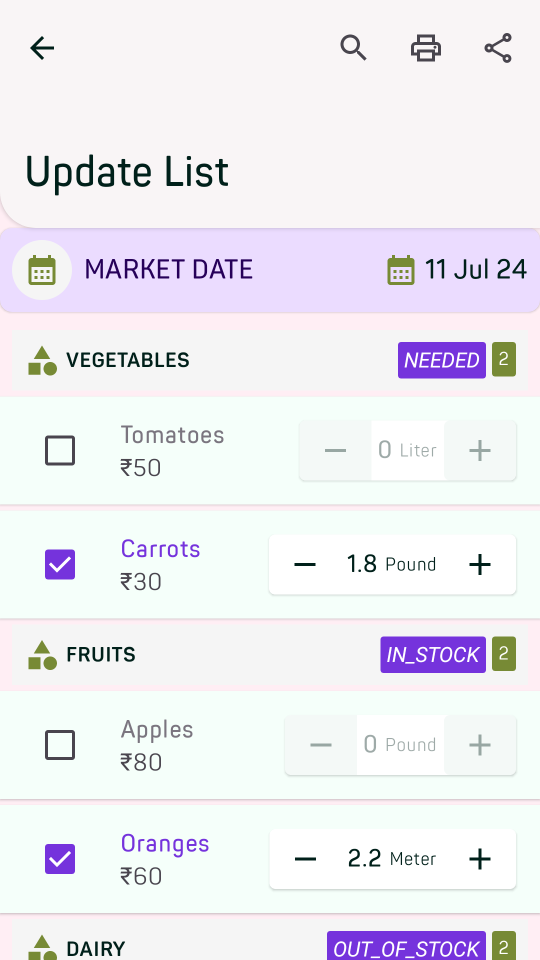 Update List
MARKET DATE 11 Jul 24
VEGETABLES NEEDED 2
Tomatoes
₹50
0 Liter
Carrots
₹30
1.8 Pound
FRUITS IN_STOCK 2
Apples
₹80
0 Pound
Oranges
₹60
2.2 Meter
DAIRY OUT_OF_STOCK 2